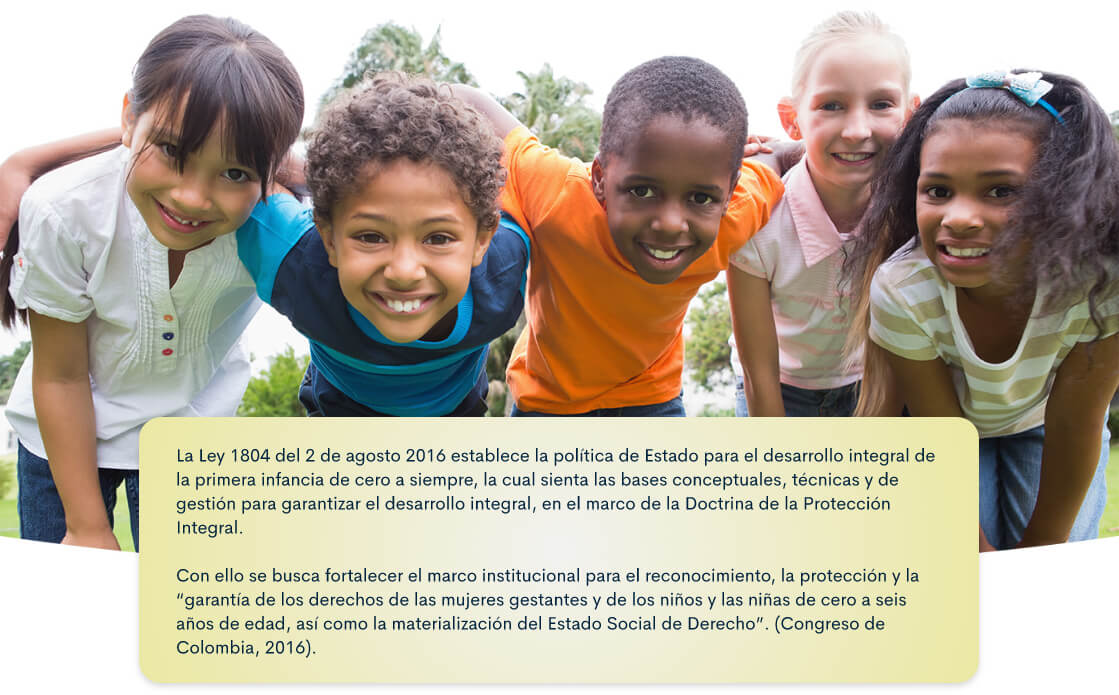 La Ley 1804 del 2 de agosto 2016 establece la política de Estado para el desarrollo integral de
la primera infancia de cero a siempre, la cual sienta las bases conceptuales, técnicas y de
gestión para garantizar el desarrollo integral, en el marco de la Doctrina de la Protección
Integral.
Con ello se busca fortalecer el marco institucional para el reconocimiento, la protección y la
“garantía de los derechos de las mujeres gestantes y de los niños y las niñas de cero a seis
años de edad, así como la materialización del Estado Social de Derecho”. (Congreso de
Colombia, 2016).